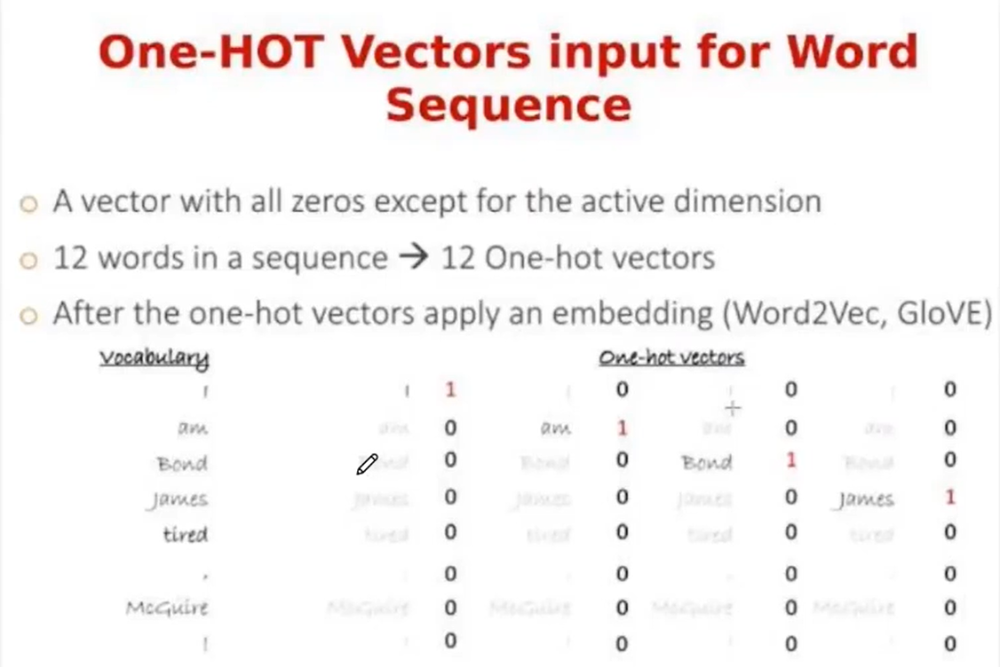 One-HOT Vectors input for Word
Sequence
o A vector with all zeros except for the active dimension
o 12 words in a sequence → 12 One-hot vectors
o After the one-hot vectors apply an embedding (Word2Vec, GloVE)
Vocabulary One-hot vectors
I I 1 I 0 I 0 I 0
am am 0 am 1 am 0 am 0
Bond Bond 0 Bond 0 Bond 1 Bond 0
James James 0 James 0 James 0 James 1
tired tired 0 tired 0 tired 0 tired 0
, , 0 , 0 , 0 , 0
McGuire McGuire 0 McGuire 0 McGuire 0 McGuire 0
! ! 0 ! 0 ! 0 ! 0